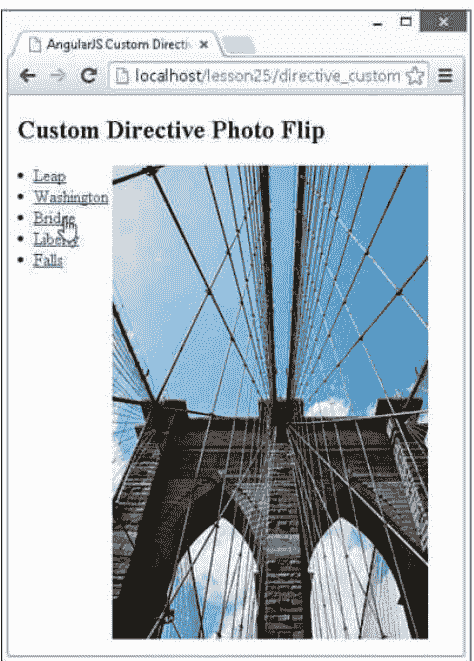 AngularJS Custom Directi
localhost/lesson25/directive_custom
Custom Directive Photo Flip
Leap
Washington
Bridge
Liberty
Falls